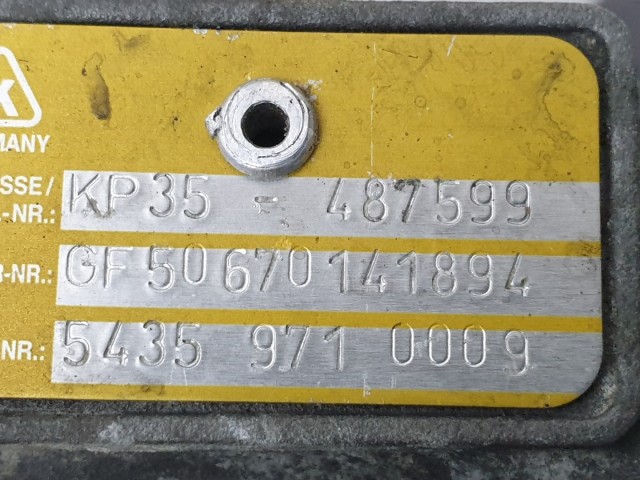 K
MANY
SSE/
L-NR.: KP35 - 487599
R-NR.: GF50670141894
NR.: 5435 971 0009